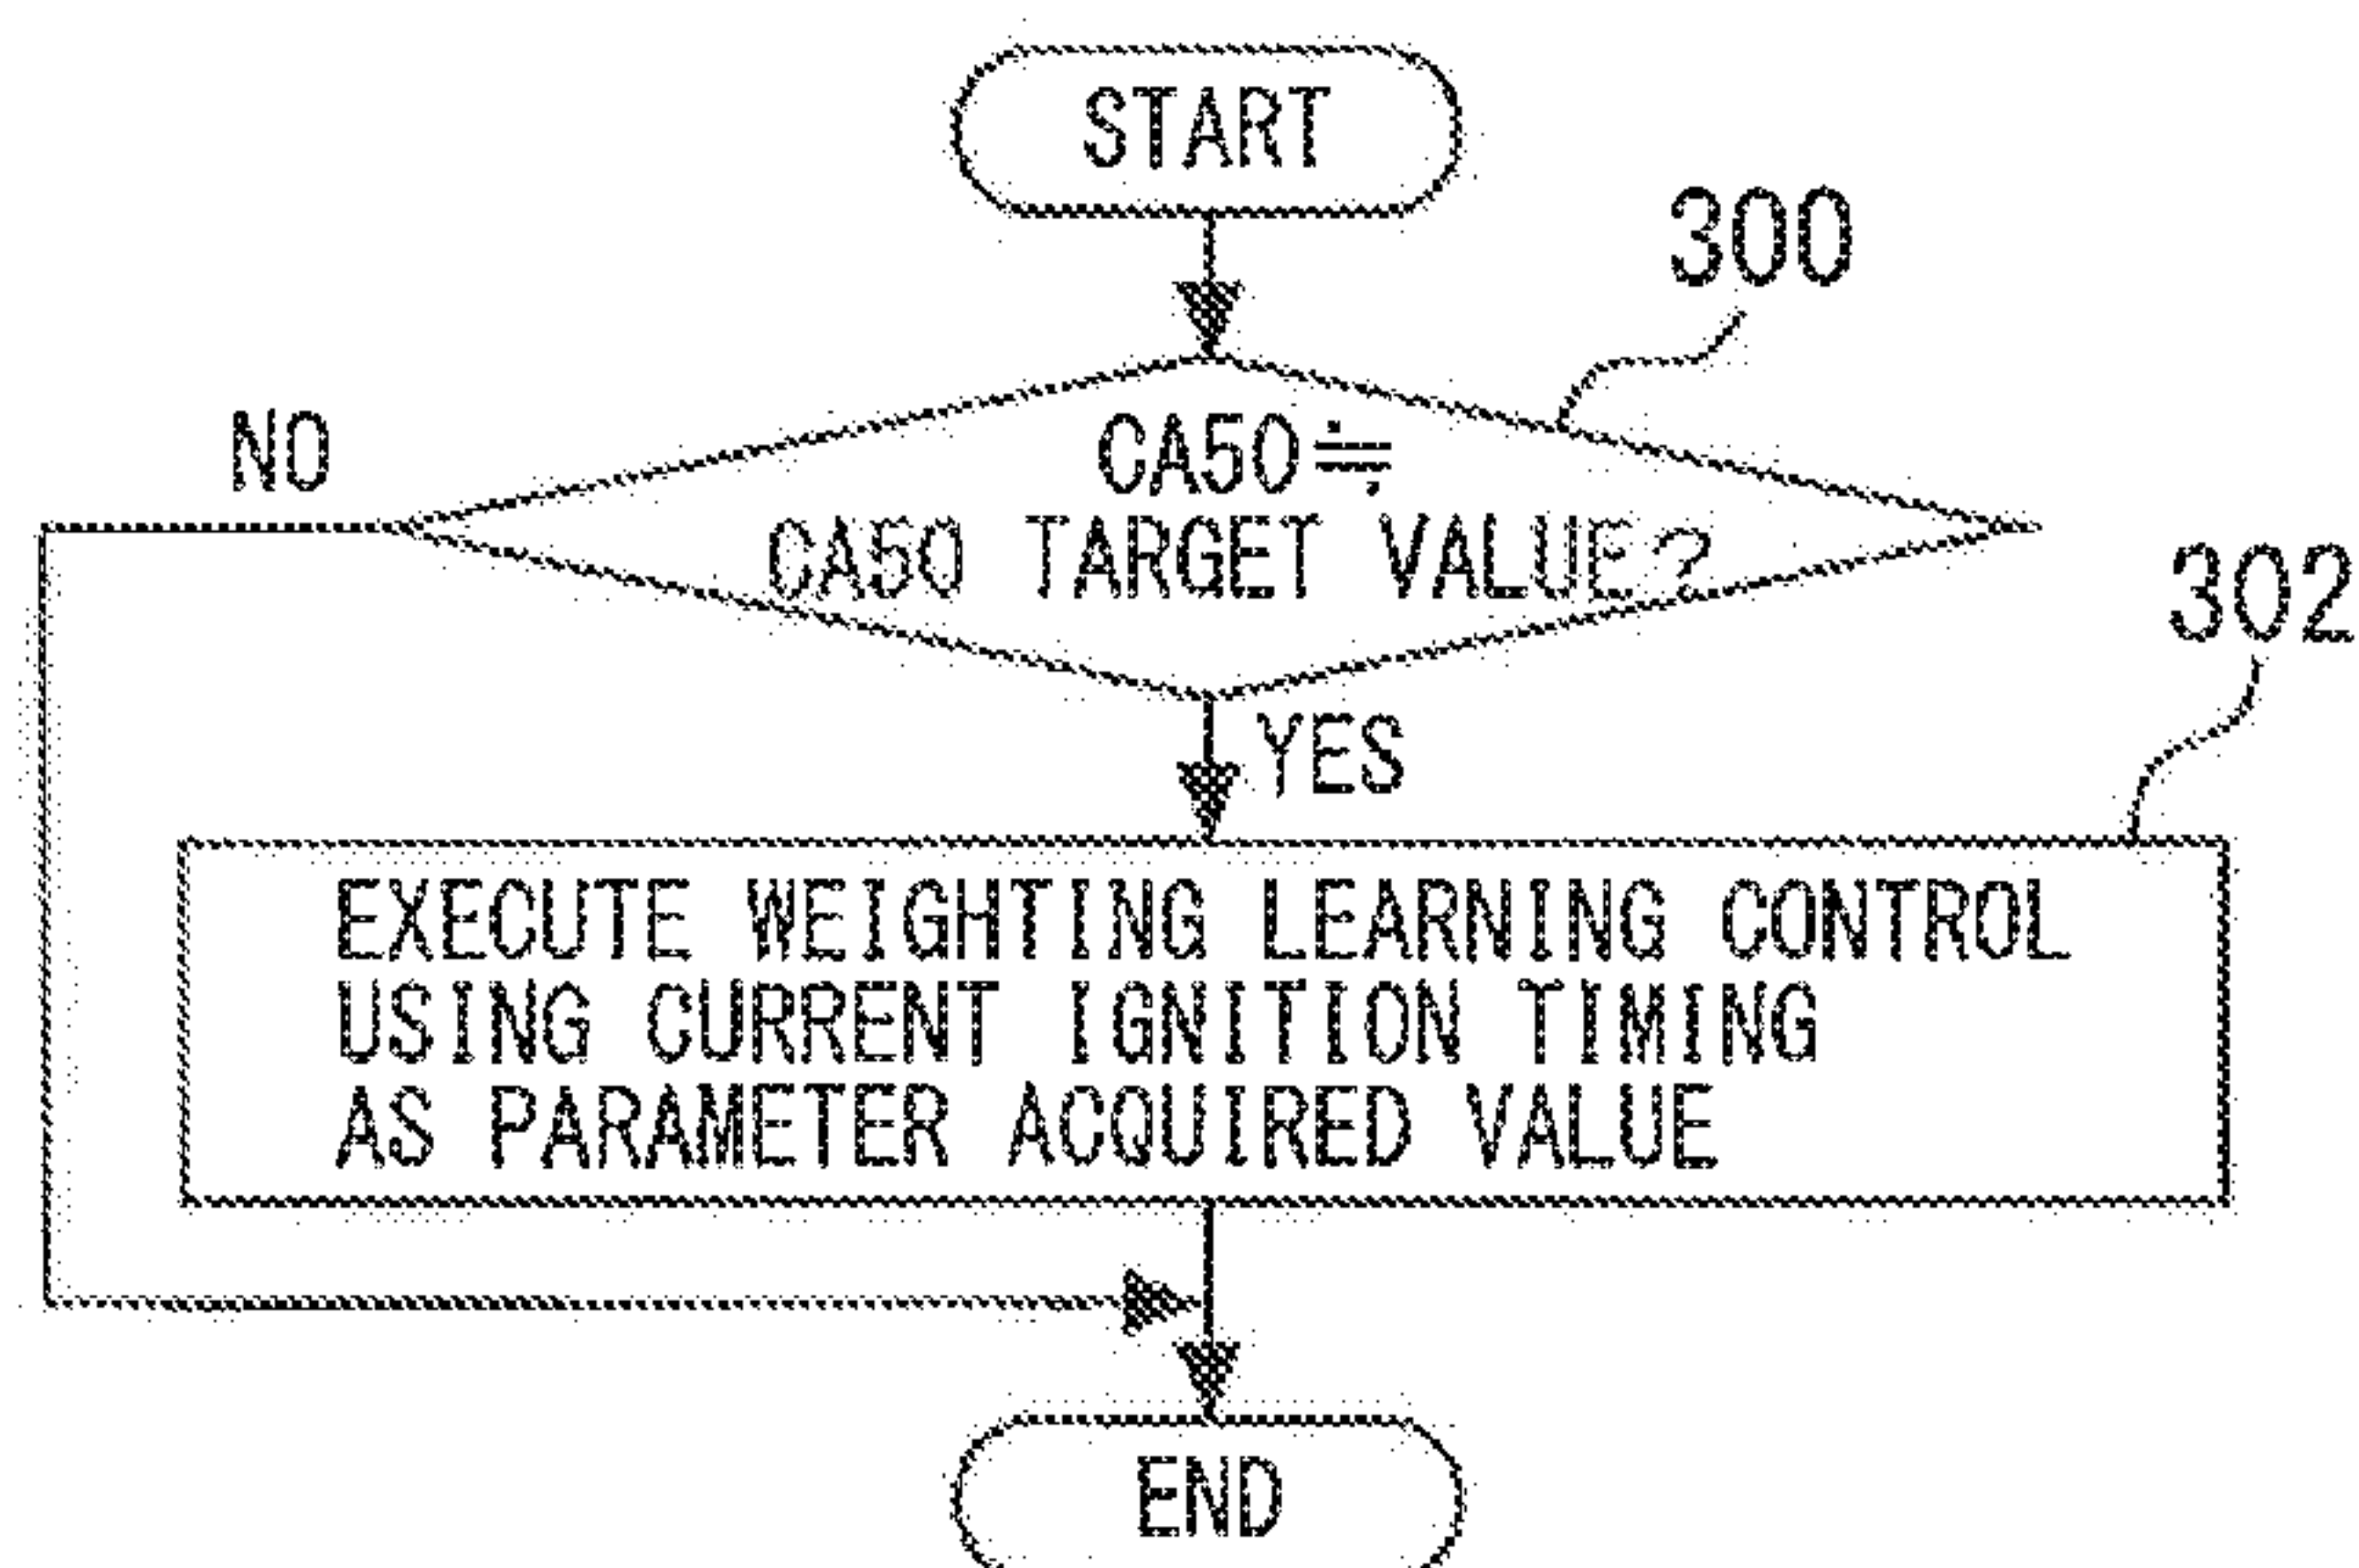 START
300
NO
CA50≒
CA50 TARGET VALUE?
302
YES
EXECUTE WEIGHTING LEARNING CONTROL
USING CURRENT IGNITION TIMING
AS PARAMETER ACQUIRED VALUE
END